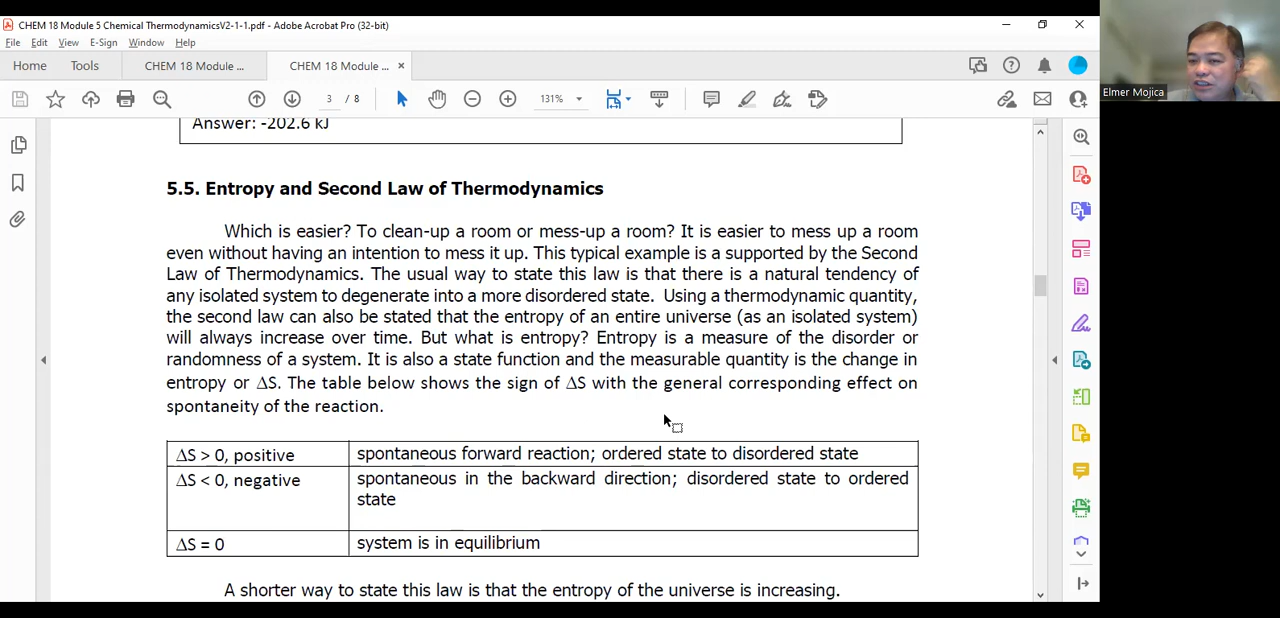 CHEM 18 Module 5 Chemical ThermodynamicsV2-1-1.pdf - Adobe Acrobat Pro (32-bit)
File Edit View E-Sign Window Help
Home Tools CHEM 18 Module ... CHEM 18 Module ... ×
3 / 8 131%
Elmer Mojica
Answer: -202.6 kJ
5.5. Entropy and Second Law of Thermodynamics
Which is easier? To clean-up a room or mess-up a room? It is easier to mess up a room
even without having an intention to mess it up. This typical example is a supported by the Second
Law of Thermodynamics. The usual way to state this law is that there is a natural tendency of
any isolated system to degenerate into a more disordered state. Using a thermodynamic quantity,
the second law can also be stated that the entropy of an entire universe (as an isolated system)
will always increase over time. But what is entropy? Entropy is a measure of the disorder or
randomness of a system. It is also a state function and the measurable quantity is the change in
entropy or ΔS. The table below shows the sign of ΔS with the general corresponding effect on
spontaneity of the reaction.
ΔS > 0, positive spontaneous forward reaction; ordered state to disordered state
ΔS < 0, negative spontaneous in the backward direction; disordered state to ordered
state
ΔS = 0 system is in equilibrium
A shorter way to state this law is that the entropy of the universe is increasing.